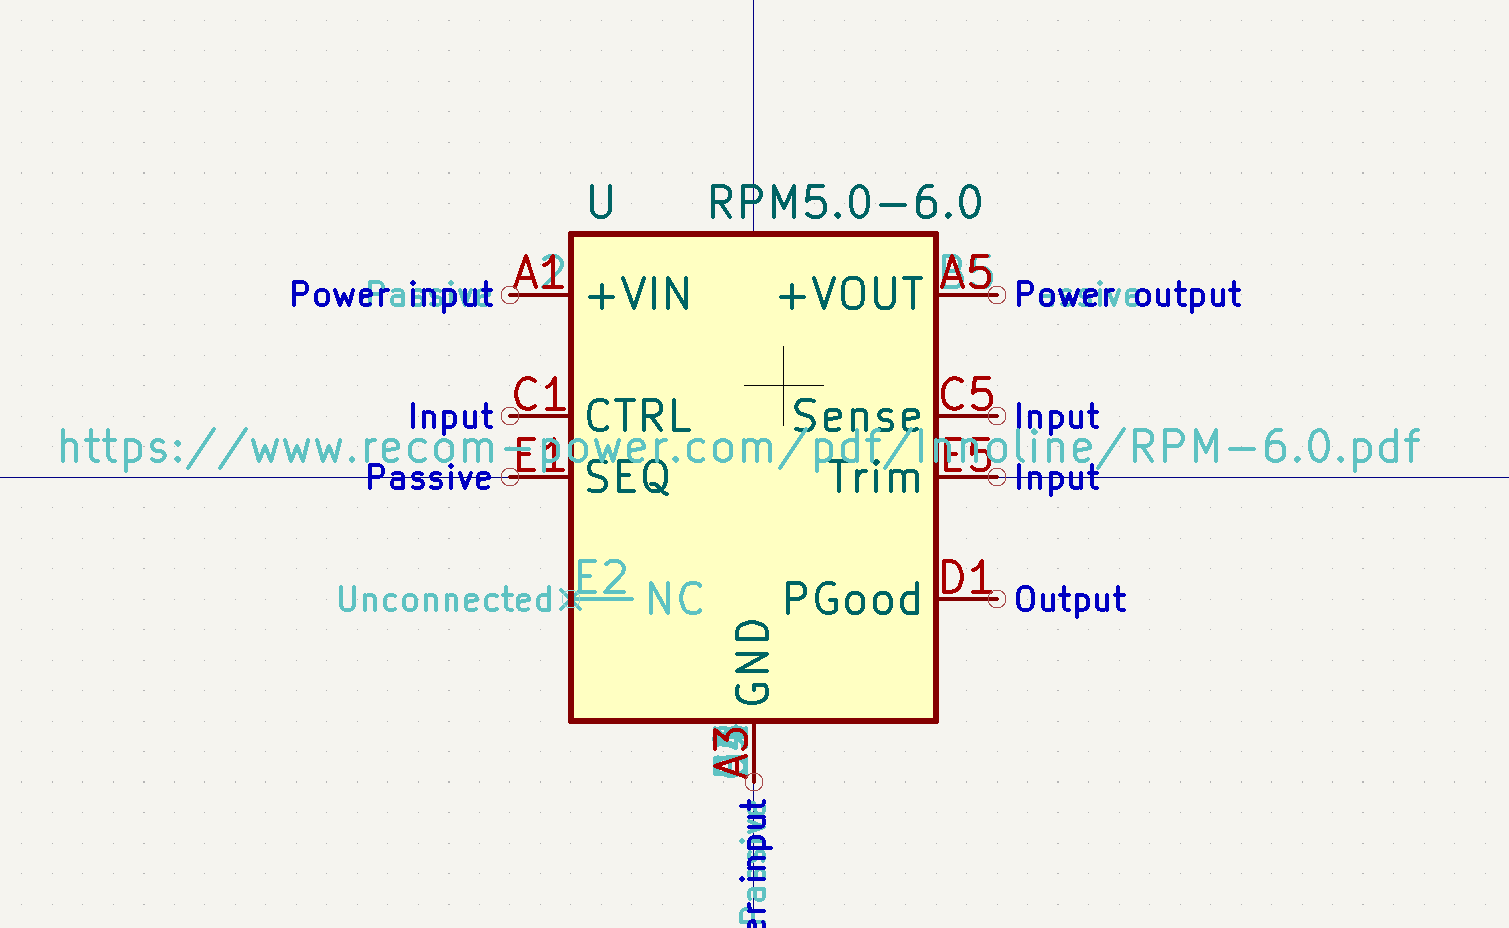 U RPM5.0-6.0
Power input A1 +VIN +VOUT A5 Power output
Input C1 CTRL Sense C5 Input
https://www.recom-power.com/pdf/Innoline/RPM-6.0.pdf
Passive E1 SEQ Trim E5 Input
Unconnected E2 NC PGood D1 Output
GND
A3
input
Passive